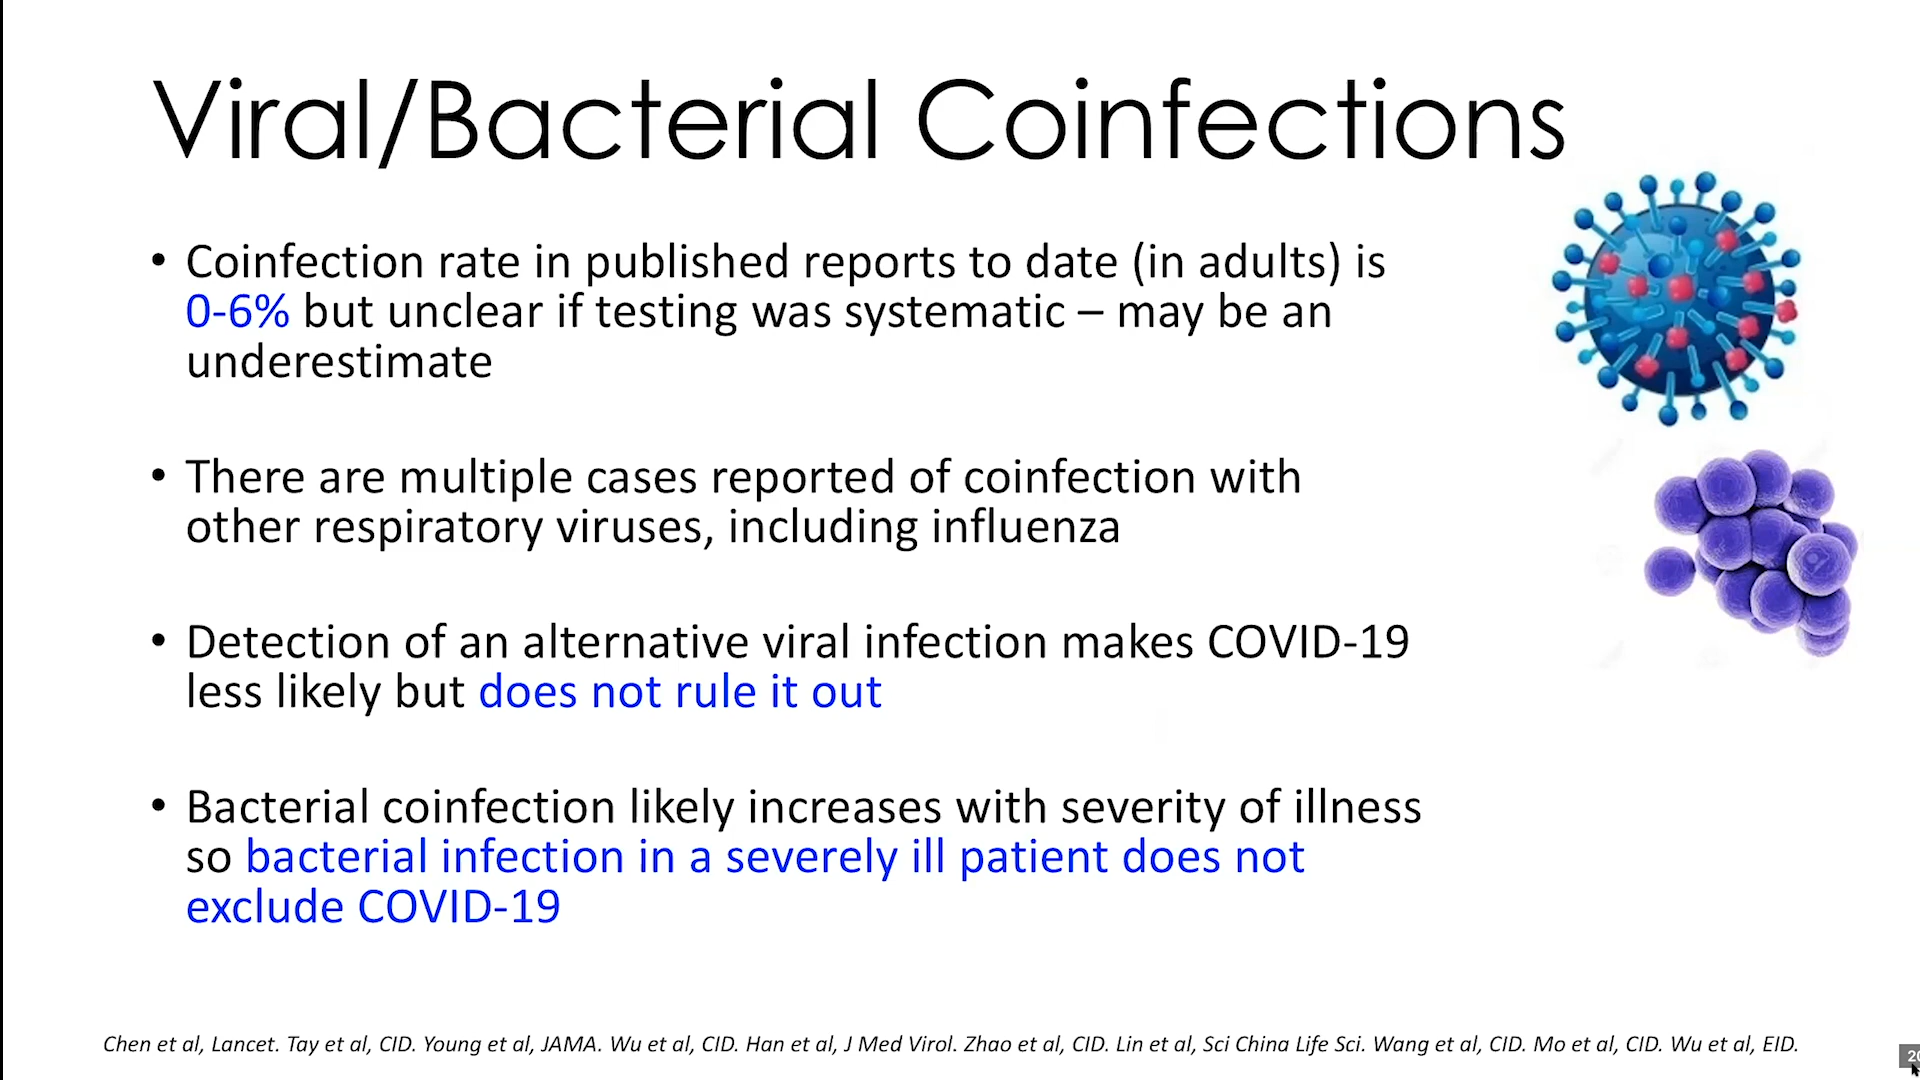 Viral/Bacterial Coinfections
• Coinfection rate in published reports to date (in adults) is
0-6% but unclear if testing was systematic – may be an
underestimate
• There are multiple cases reported of coinfection with
other respiratory viruses, including influenza
• Detection of an alternative viral infection makes COVID-19
less likely but does not rule it out
• Bacterial coinfection likely increases with severity of illness
so bacterial infection in a severely ill patient does not
exclude COVID-19
Chen et al, Lancet. Tay et al, CID. Young et al, JAMA. Wu et al, CID. Han et al, J Med Virol. Zhao et al, CID. Lin et al, Sci China Life Sci. Wang et al, CID. Mo et al, CID. Wu et al, EID.